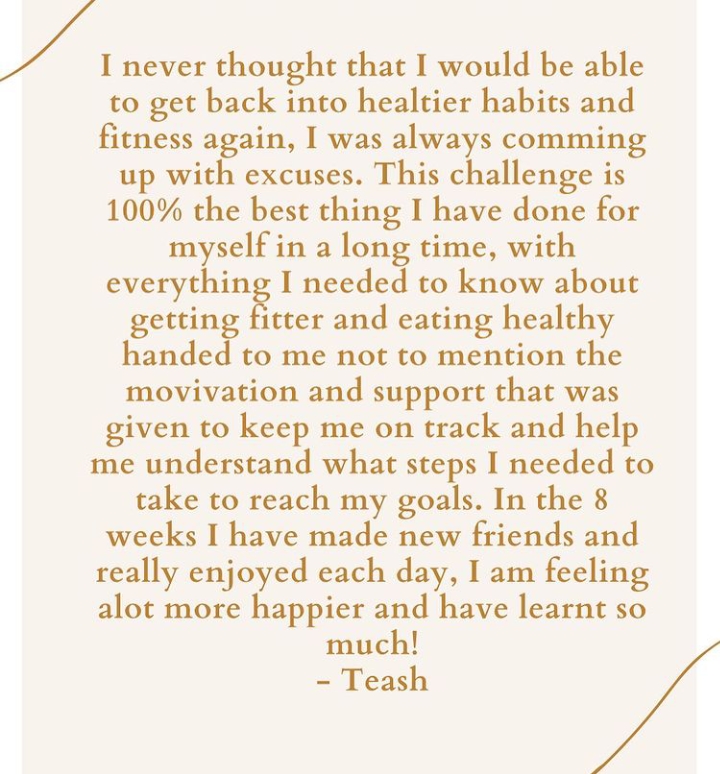 I never thought that I would be able
to get back into healtier habits and
fitness again, I was always comming
up with excuses. This challenge is
100% the best thing I have done for
myself in a long time, with
everything I needed to know about
getting fitter and eating healthy
handed to me not to mention the
movivation and support that was
given to keep me on track and help
me understand what steps I needed to
take to reach my goals. In the 8
weeks I have made new friends and
really enjoyed each day, I am feeling
alot more happier and have learnt so
much!
- Teash